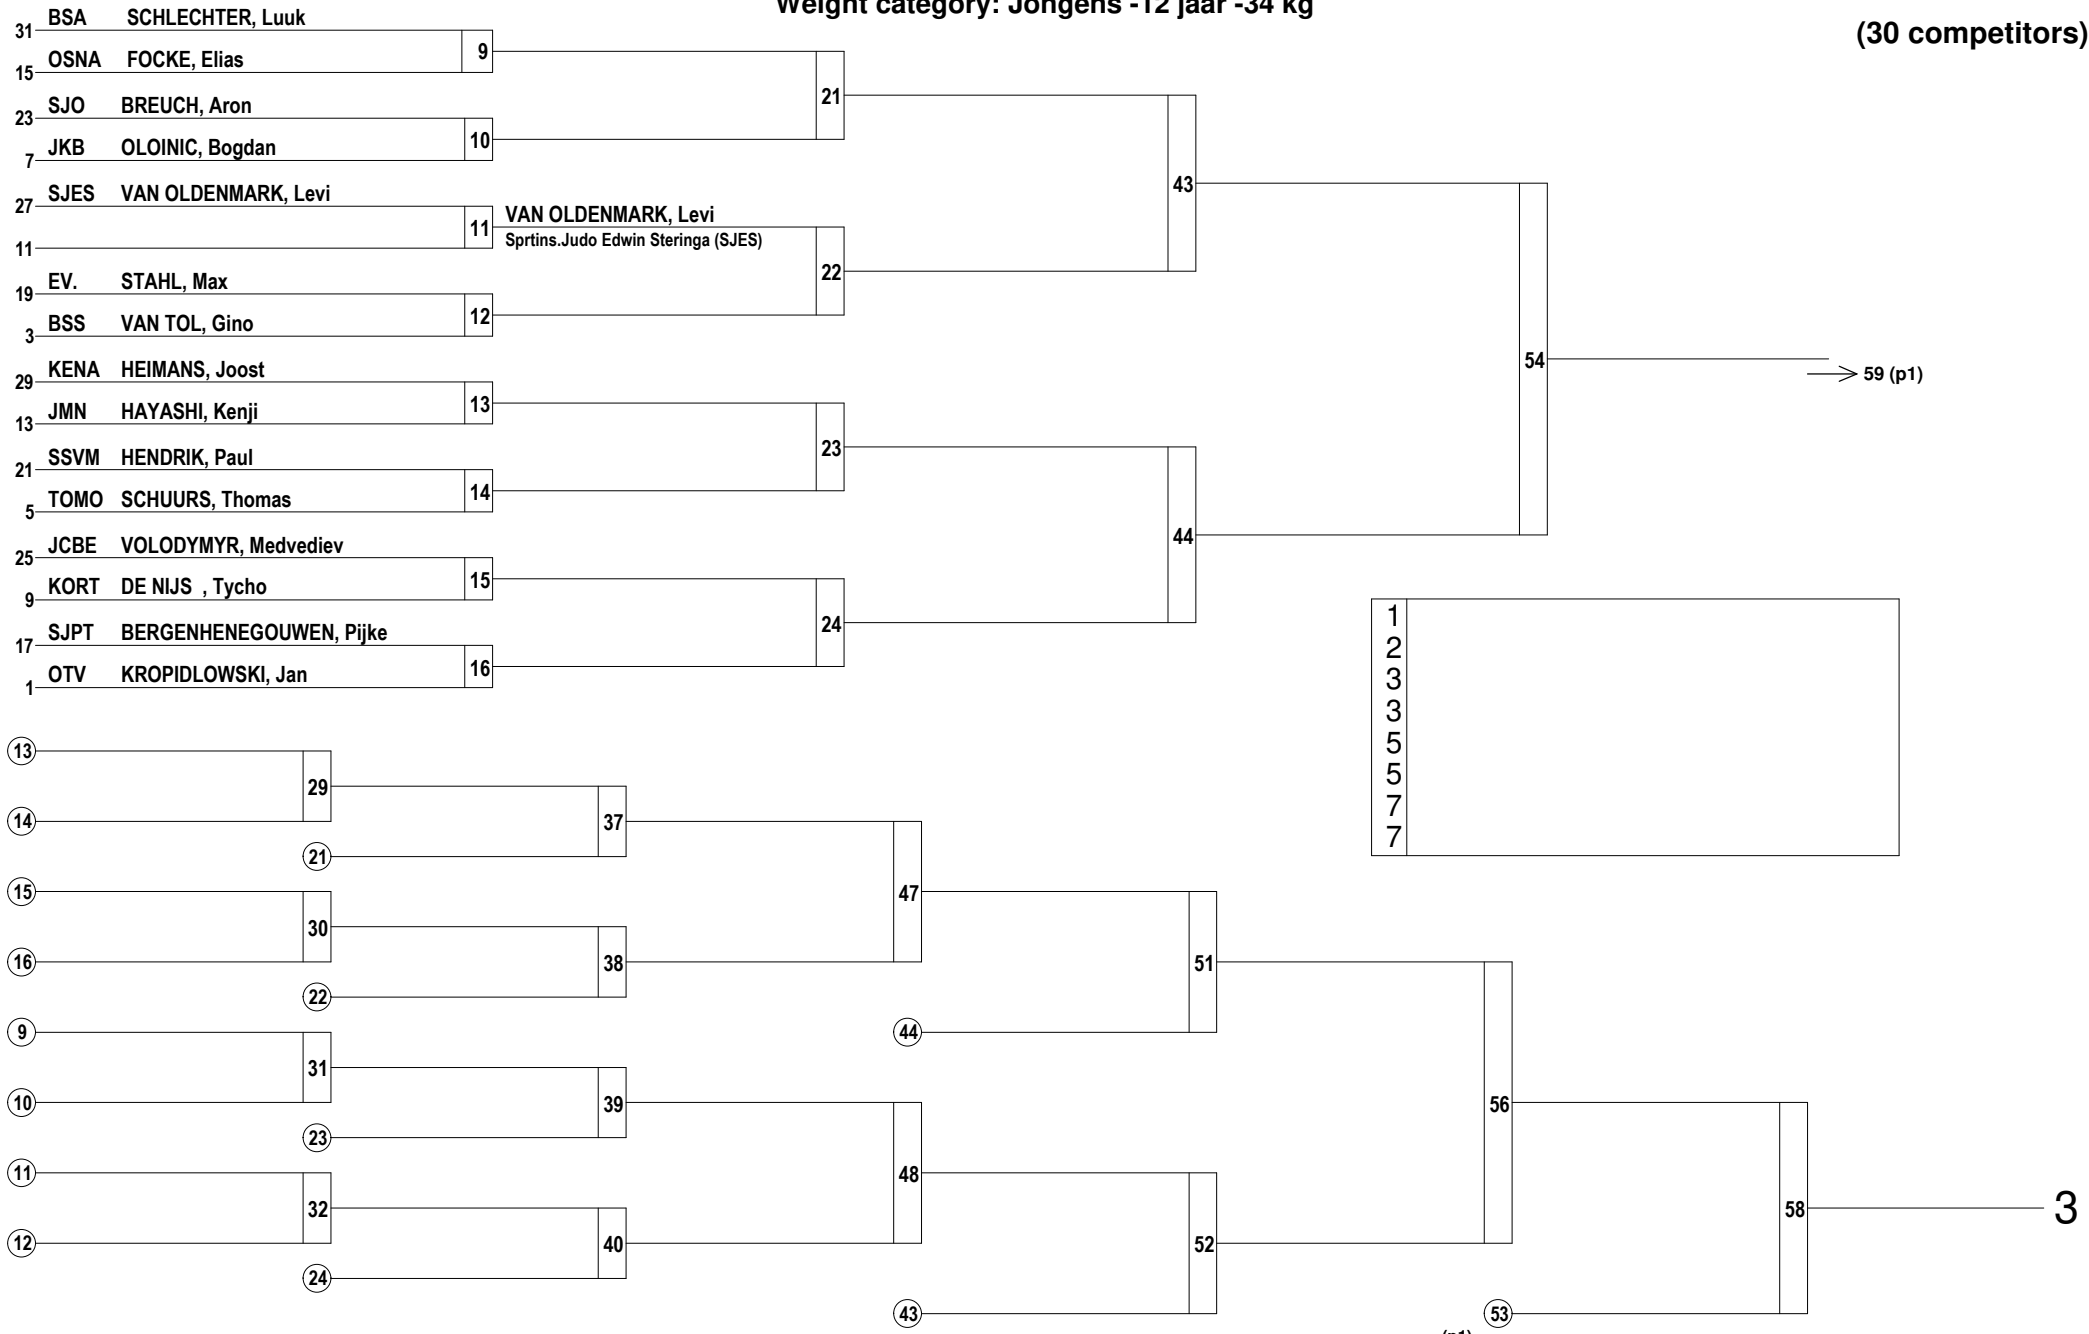 Weight category: Jongens -12 jaar -34 kg
(30 competitors)
31 BSA SCHLECHTER, Luuk
9
15 OSNA FOCKE, Elias
21
23 SJO BREUCH, Aron
10
7 JKB OLOINIC, Bogdan
43
27 SJES VAN OLDENMARK, Levi
11 VAN OLDENMARK, Levi
Sprtins.Judo Edwin Steringa (SJES)
11
22
19 EV. STAHL, Max
12
3 BSS VAN TOL, Gino
54
59 (p1)
29 KENA HEIMANS, Joost
13
13 JMN HAYASHI, Kenji
23
21 SSVM HENDRIK, Paul
14
5 TOMO SCHUURS, Thomas
44
25 JCBE VOLODYMYR, Medvediev
15
9 KORT DE NIJS , Tycho
24
17 SJPT BERGENHENEGOUWEN, Pijke
16
1 OTV KROPIDLOWSKI, Jan
1
2
3
3
5
5
7
7
13
29
14
37
21
15
47
30
16
38
51
22
9
44
31
10
39
56
23
11
48
32
58
3
12
40
52
24
43
53
(p1)